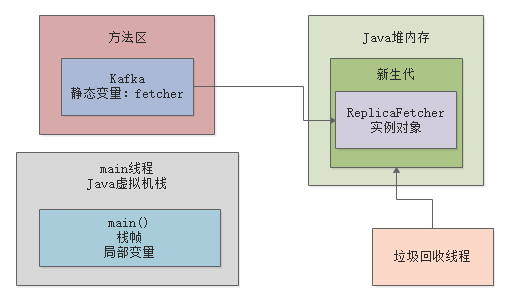 方法区
Kafka
静态变量：fetcher
Java堆内存
新生代
ReplicaFetcher
实例对象
main线程
Java虚拟机栈
main()
栈帧
局部变量
垃圾回收线程